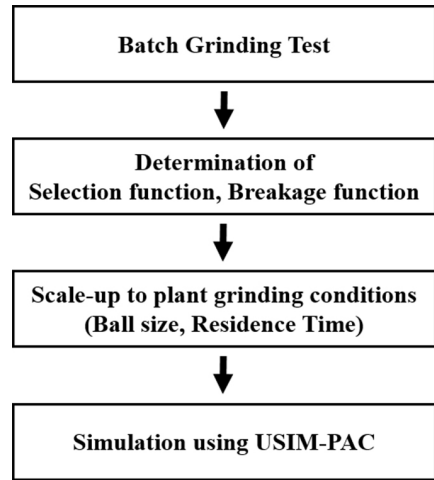 Batch Grinding Test
Determination of
Selection function, Breakage function
Scale-up to plant grinding conditions
(Ball size, Residence Time)
Simulation using USIM-PAC